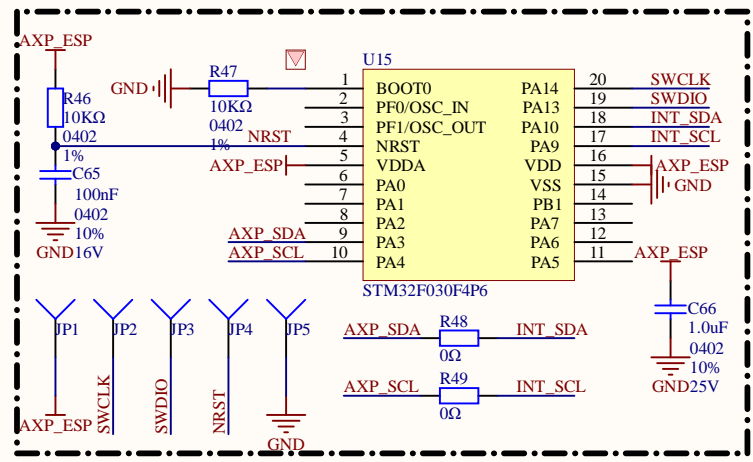 AXP_ESP
R46
10KΩ
0402
1%
C65
100nF
0402
10%
16V
GND
GND
R47
10KΩ
0402
1%
NRST
AXP_ESP
AXP_SDA
AXP_SCL
U15
1 BOOT0 PA14 20 SWCLK
2 PF0/OSC_IN PA13 19 SWDIO
3 PF1/OSC_OUT PA10 18 INT_SDA
4 NRST PA9 17 INT_SCL
5 VDDA VDD 16 AXP_ESP
6 PA0 VSS 15 GND
7 PA1 PB1 14
8 PA2 PA7 13
9 PA3 PA6 12
10 PA4 PA5 11
STM32F030F4P6
AXP_ESP
C66
1.0uF
0402
10%
25V
GND
JP1 JP2 JP3 JP4 JP5
AXP_ESP
SWCLK
SWDIO
NRST
GND
AXP_SDA R48 INT_SDA
0Ω
AXP_SCL R49 INT_SCL
0Ω